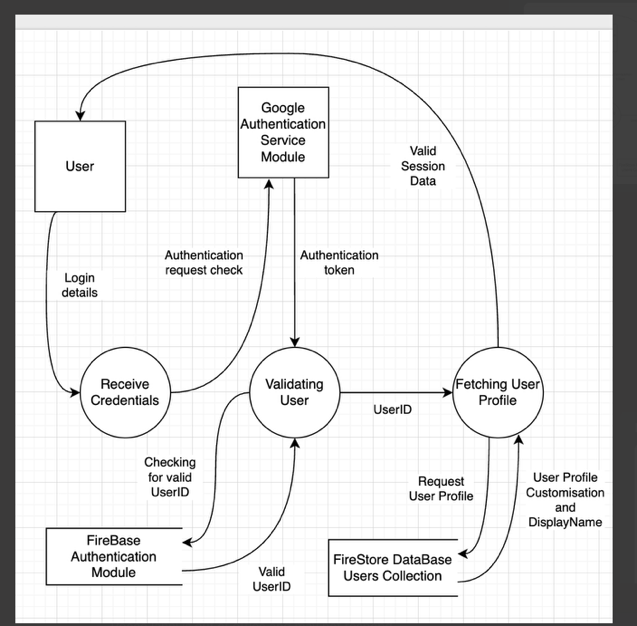 Google
Authentication
Service
Module
User
Valid
Session
Data
Authentication
request check
Authentication
token
Login
details
Receive
Credentials
Validating
User
Fetching User
Profile
UserID
Checking
for valid
UserID
Request
User Profile
User Profile
Customisation
and
DisplayName
FireBase
Authentication
Module
Valid
UserID
FireStore DataBase
Users Collection